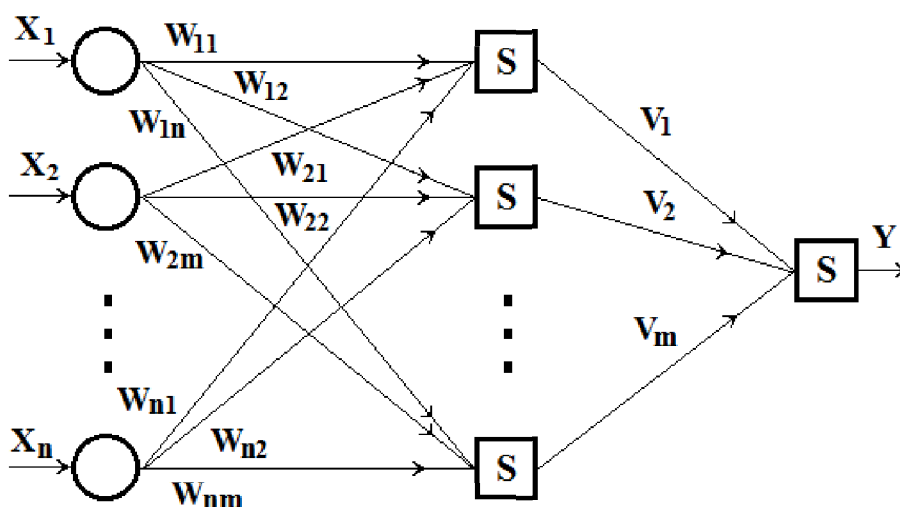 X1 W11 S
W12
W1n V1
X2 W21 S V2
W22
W2m S Y
Vm
Wn1
Xn Wn2 S
Wnm